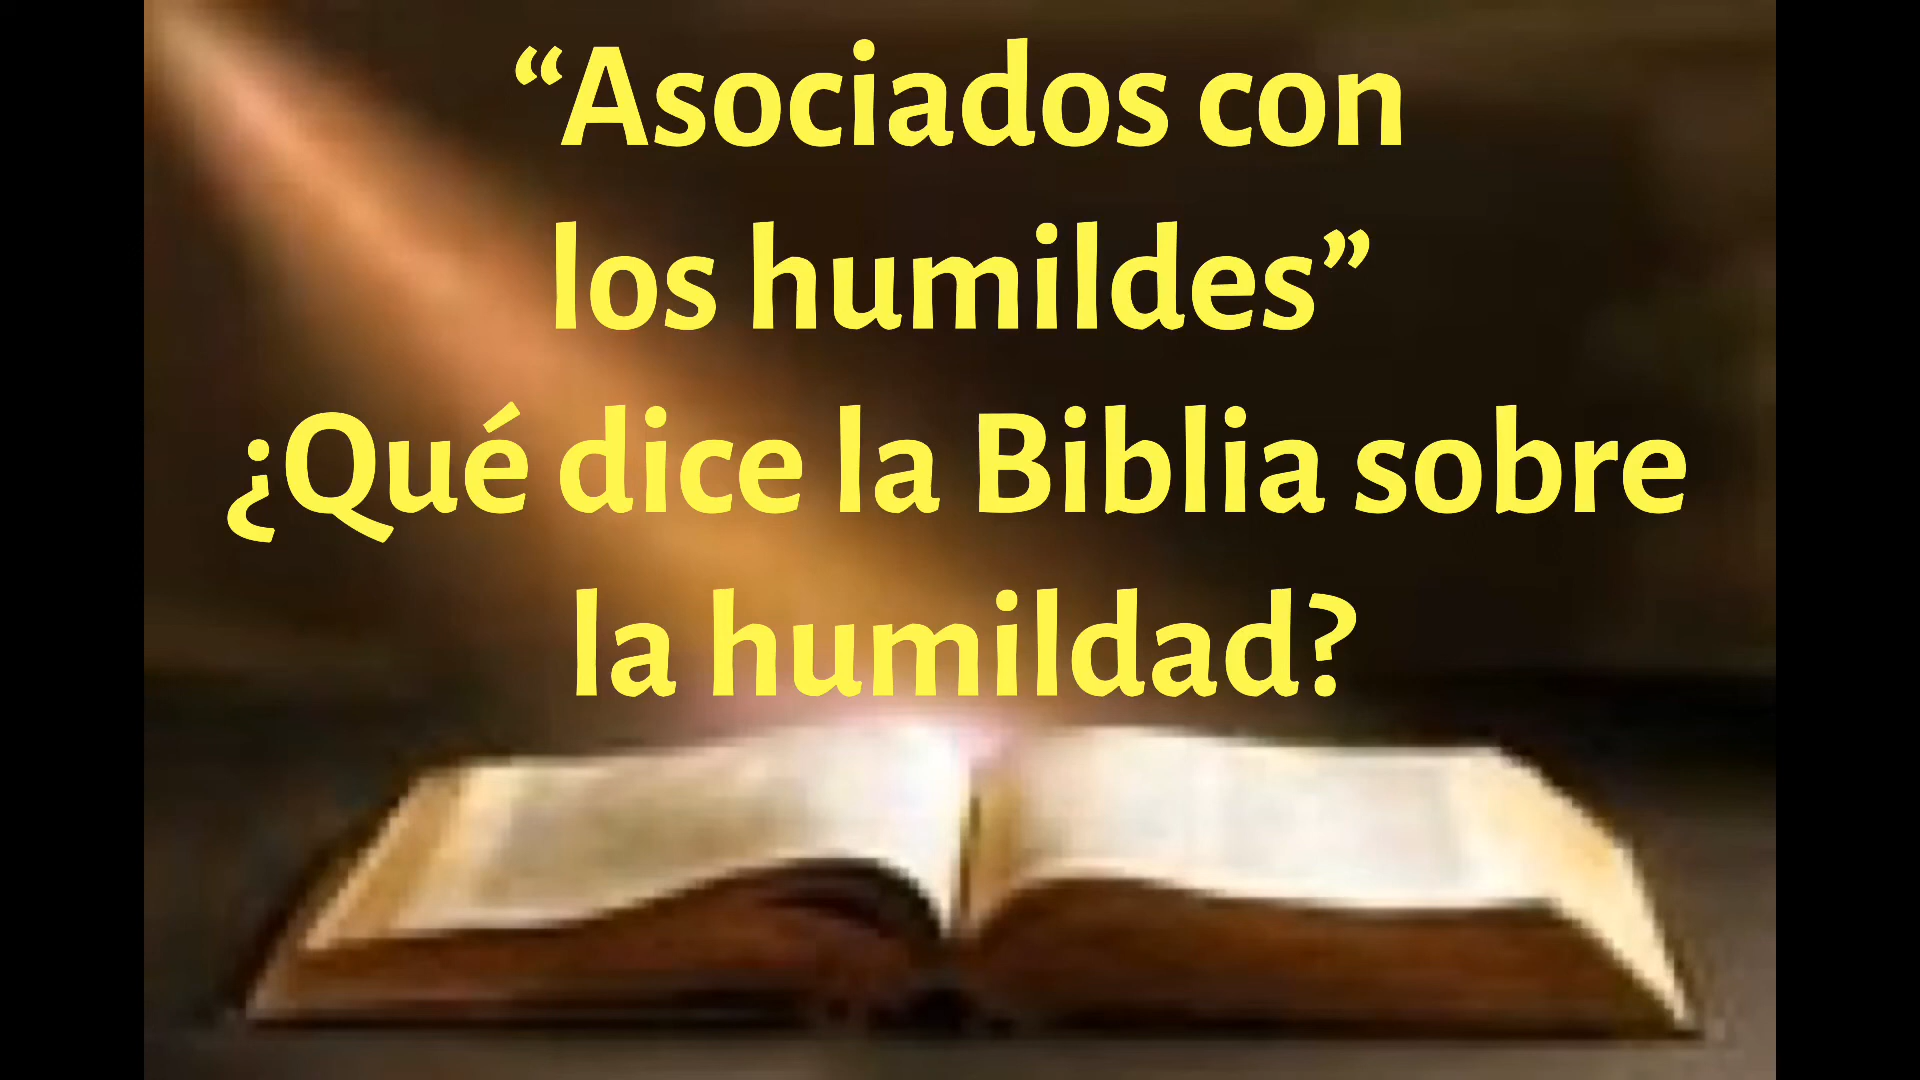 “Asociados con
los humildes”
¿Qué dice la Biblia sobre
la humildad?